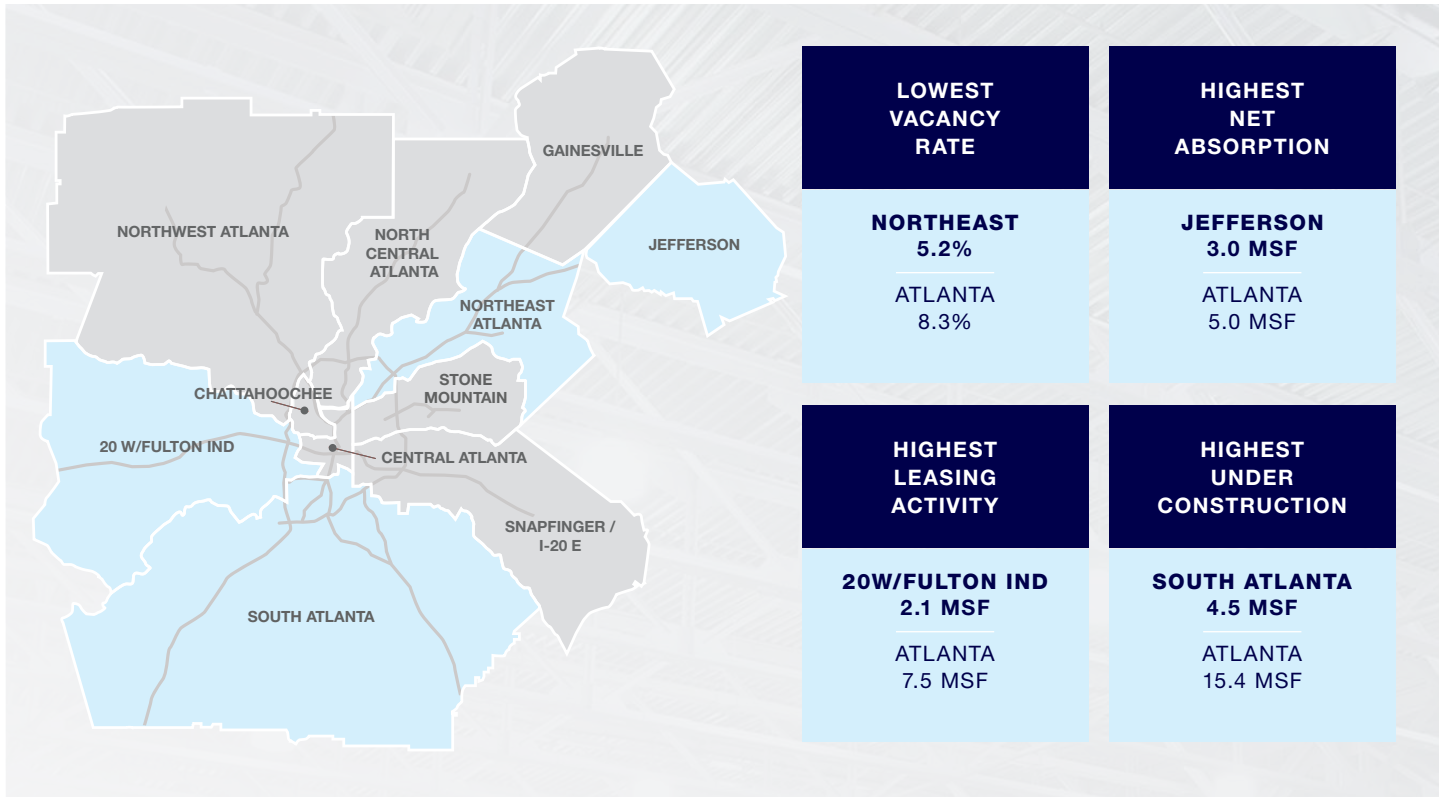 GAINESVILLE
NORTHWEST ATLANTA
NORTH
CENTRAL
ATLANTA
JEFFERSON
NORTHEAST
ATLANTA
STONE
MOUNTAIN
CHATTAHOOCHEE
20 W/FULTON IND
CENTRAL ATLANTA
SNAPFINGER /
I-20 E
SOUTH ATLANTA
LOWEST
VACANCY
RATE
NORTHEAST
5.2%
ATLANTA
8.3%
HIGHEST
NET
ABSORPTION
JEFFERSON
3.0 MSF
ATLANTA
5.0 MSF
HIGHEST
LEASING
ACTIVITY
20W/FULTON IND
2.1 MSF
ATLANTA
7.5 MSF
HIGHEST
UNDER
CONSTRUCTION
SOUTH ATLANTA
4.5 MSF
ATLANTA
15.4 MSF